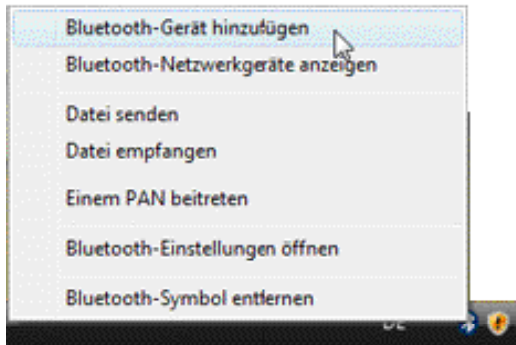 Bluetooth-Gerät hinzufügen
Bluetooth-Netzwerkgeräte anzeigen
Datei senden
Datei empfangen
Einem PAN beitreten
Bluetooth-Einstellungen öffnen
Bluetooth-Symbol entfernen
DE